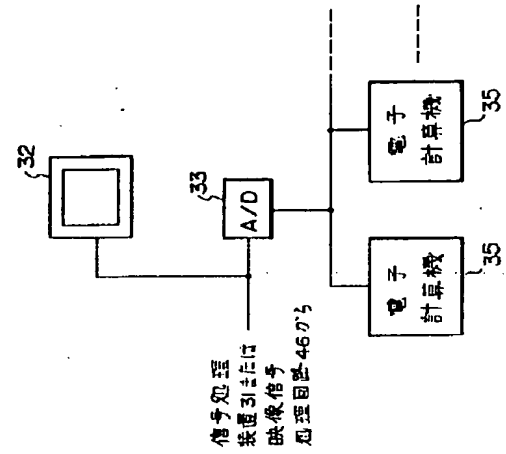 32
33
A/D
信号処理
装置31または
映像信号
処理回路46から
電子
計算機
35
電子
計算機
35